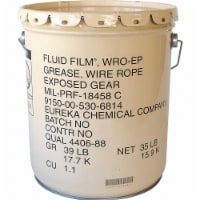 FLUID FILM®, WRO-EP
GREASE, WIRE ROPE
EXPOSED GEAR
MIL-PRF-18458 C
9150-00-530-6814
EUREKA CHEMICAL COMPANY
BATCH NO
CONTR NO
QUAL 4406-88
GR 39 LB NET 35 LB
17.7 K 15.9 K
CU 1.1